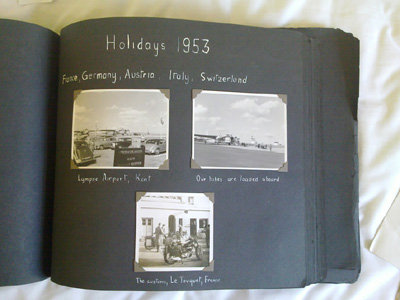 Holidays 1953
France, Germany, Austria, Italy, Switzerland
Lympne Airport, Kent
Our bikes are loaded aboard
The customs, Le Touquet, France